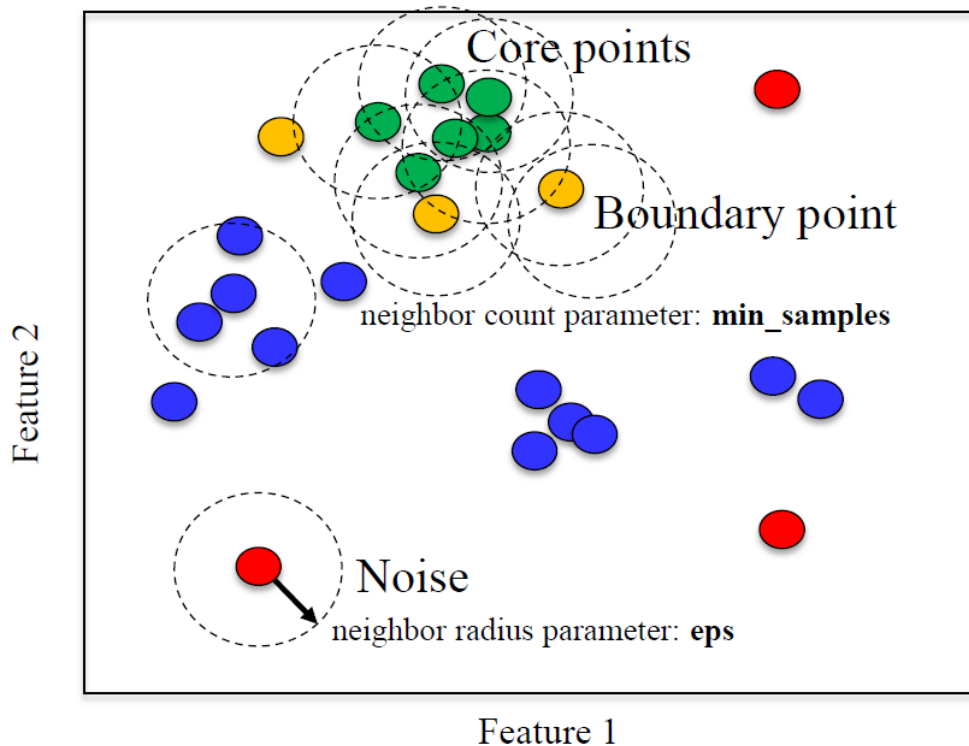 Core points
Boundary point
neighbor count parameter: min_samples
Feature 2
Noise
neighbor radius parameter: eps
Feature 1